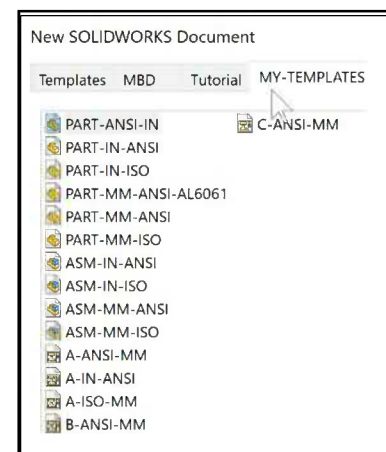 New SOLIDWORKS Document
Templates MBD Tutorial MY-TEMPLATES
PART-ANSI-IN
PART-IN-ANSI
PART-IN-ISO
PART-MM-ANSI-AL6061
PART-MM-ANSI
PART-MM-ISO
ASM-IN-ANSI
ASM-IN-ISO
ASM-MM-ANSI
ASM-MM-ISO
A-ANSI-MM
A-IN-ANSI
A-ISO-MM
B-ANSI-MM
C-ANSI-MM